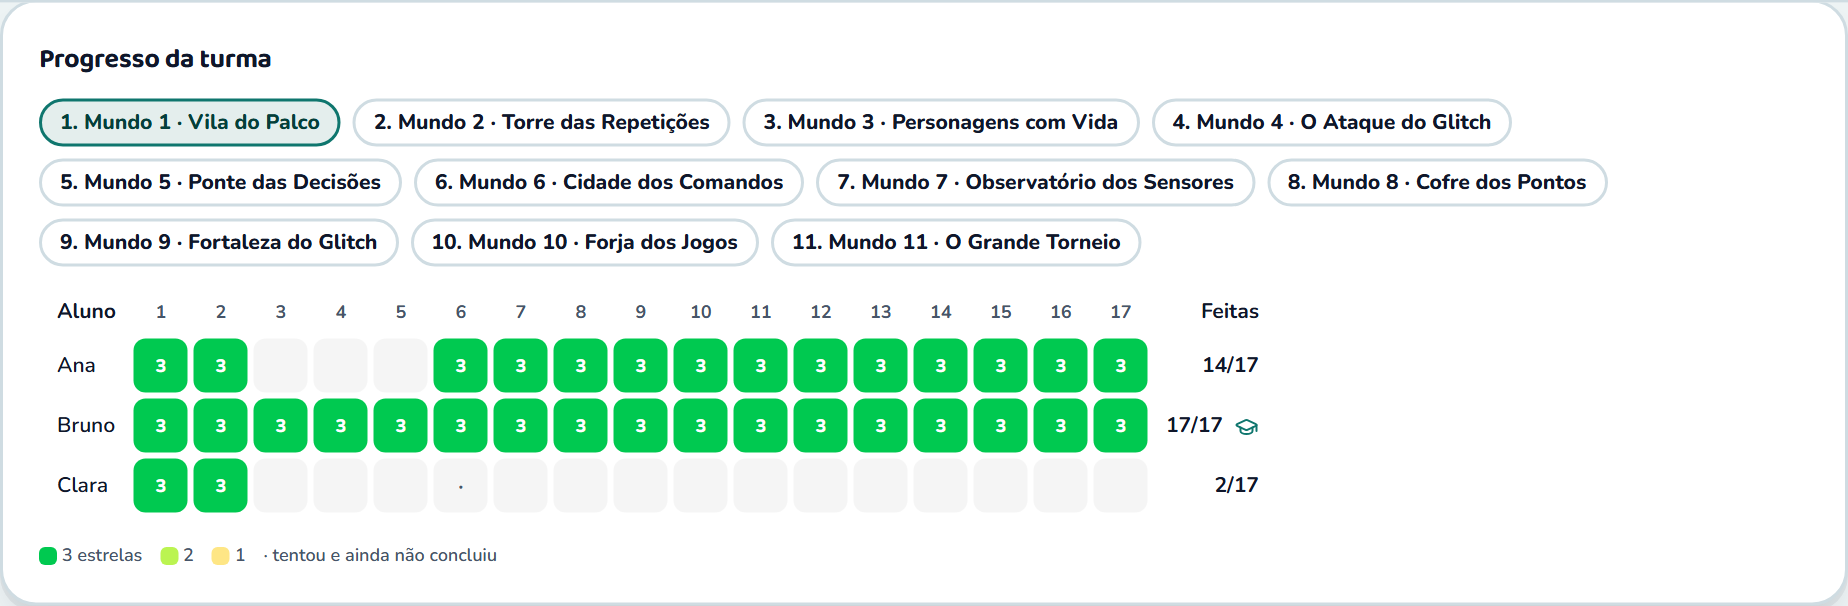 Progresso da turma
1. Mundo 1 · Vila do Palco 2. Mundo 2 · Torre das Repetições 3. Mundo 3 · Personagens com Vida 4. Mundo 4 · O Ataque do Glitch
5. Mundo 5 · Ponte das Decisões 6. Mundo 6 · Cidade dos Comandos 7. Mundo 7 · Observatório dos Sensores 8. Mundo 8 · Cofre dos Pontos
9. Mundo 9 · Fortaleza do Glitch 10. Mundo 10 · Forja dos Jogos 11. Mundo 11 · O Grande Torneio
Aluno 1 2 3 4 5 6 7 8 9 10 11 12 13 14 15 16 17 Feitas
Ana 3 3 3 3 3 3 3 3 3 3 3 3 3 3 14/17
Bruno 3 3 3 3 3 3 3 3 3 3 3 3 3 3 3 3 3 17/17
Clara 3 3 · 2/17
3 estrelas 2 1 · tentou e ainda não concluiu